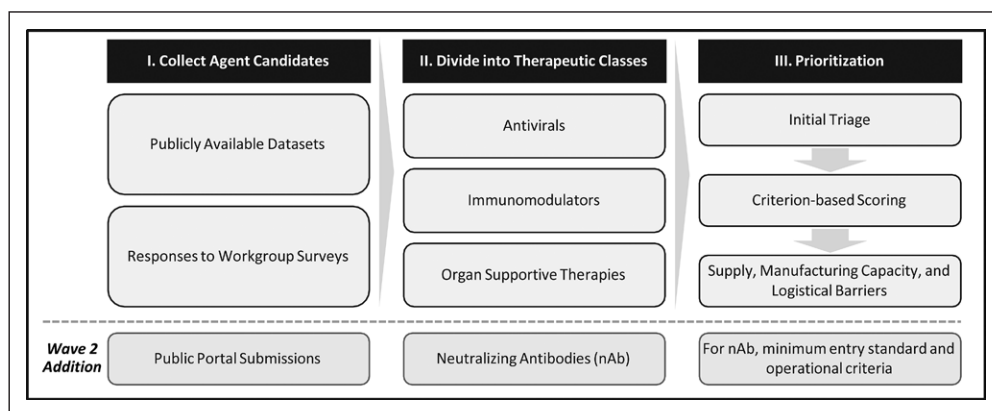 I. Collect Agent Candidates
Publicly Available Datasets
Responses to Workgroup Surveys
II. Divide into Therapeutic Classes
Antivirals
Immunomodulators
Organ Supportive Therapies
III. Prioritization
Initial Triage
Criterion-based Scoring
Supply, Manufacturing Capacity, and
Logistical Barriers
Wave 2
Addition
Public Portal Submissions
Neutralizing Antibodies (nAb)
For nAb, minimum entry standard and
operational criteria